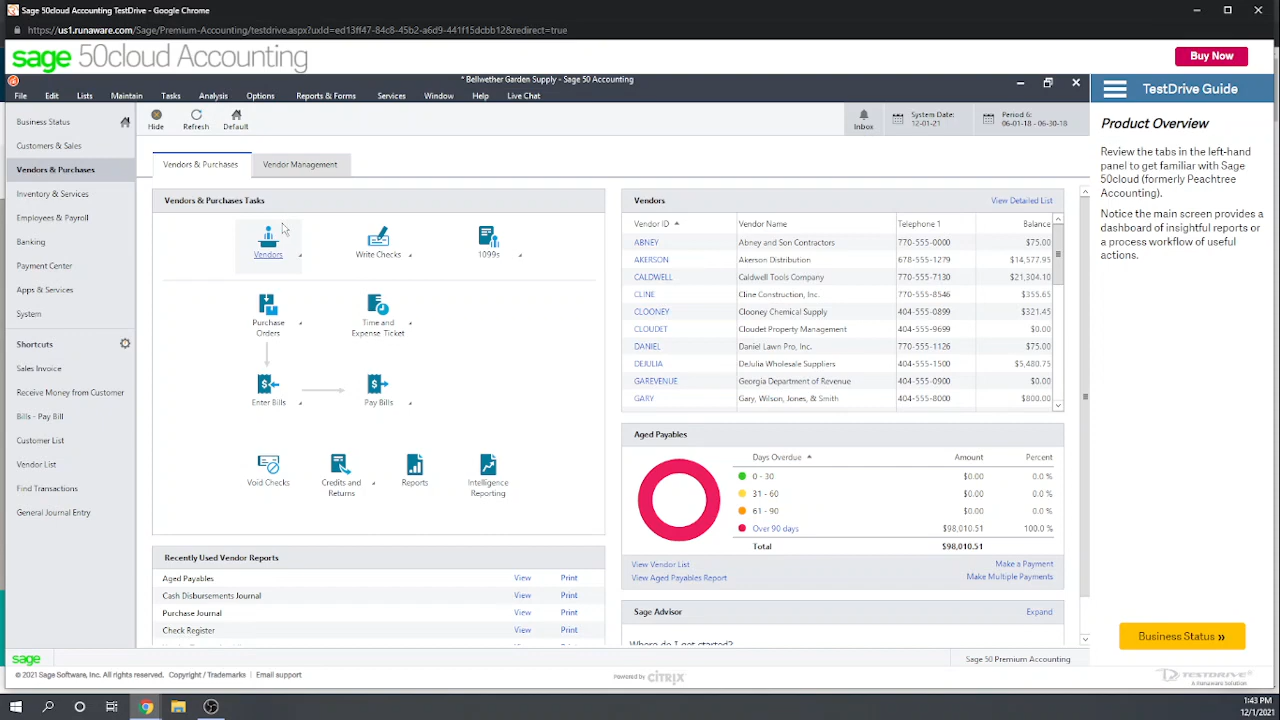 Sage 50cloud Accounting TestDrive - Google Chrome
https://us1.runaware.com/Sage/Premium-Accounting/testdrive.aspx?uxId=ed13ff47-84c8-45b2-a6d9-441f15dcbb12&redirect=true
sage 50cloud Accounting
Buy Now
* Bellwether Garden Supply - Sage 50 Accounting
TestDrive Guide
File Edit Lists Maintain Tasks Analysis Options Reports & Forms Services Window Help Live Chat
Business Status
Customers & Sales
Vendors & Purchases
Inventory & Services
Employees & Payroll
Banking
Payment Center
Apps & Services
System
Shortcuts
Sales Invoice
Receive Money from Customer
Bills - Pay Bill
Customer List
Vendor List
Find Transactions
General Journal Entry
Hide Refresh Default
Inbox
System Date:
12-01-21
Period 6:
06-01-18 - 06-30-18
Vendors & Purchases Vendor Management
Vendors & Purchases Tasks
Vendors Write Checks 1099s
Purchase
Orders
Time and
Expense Ticket
Enter Bills Pay Bills
Void Checks
Credits and
Returns
Reports
Intelligence
Reporting
Recently Used Vendor Reports
Aged Payables View Print
Cash Disbursements Journal View Print
Purchase Journal View Print
Check Register View Print
Vendors View Detailed List
Vendor ID Vendor Name Telephone 1 Balance
ABNEY Abney and Son Contractors 770-555-0000 $75.00
AKERSON Akerson Distribution 678-555-1279 $14,577.95
CALDWELL Caldwell Tools Company 770-555-7130 $21,304.10
CLINE Cline Construction, Inc. 770-555-8546 $355.65
CLOONEY Clooney Chemical Supply 404-555-0899 $321.45
CLOUDET Cloudet Property Management 404-555-9699 $0.00
DANIEL Daniel Lawn Pro, Inc. 770-555-1126 $75.00
DEJULIA DeJulia Wholesale Suppliers 404-555-1500 $5,480.75
GAREVENUE Georgia Department of Revenue 404-555-0900 $0.00
GARY Gary, Wilson, Jones, & Smith 404-555-8000 $800.00
Aged Payables
Days Overdue Amount Percent
0 - 30 $0.00 0.0 %
31 - 60 $0.00 0.0 %
61 - 90 $0.00 0.0 %
Over 90 days $98,010.51 100.0 %
Total $98,010.51
View Vendor List Make a Payment
View Aged Payables Report Make Multiple Payments
Sage Advisor Expand
Where do I get started?
Product Overview
Review the tabs in the left-hand
panel to get familiar with Sage
50cloud (formerly Peachtree
Accounting).
Notice the main screen provides a
dashboard of insightful reports or
a process workflow of useful
actions.
Business Status »
sage
Sage 50 Premium Accounting
© 2021 Sage Software, Inc. All rights reserved. Copyright / Trademarks Email support
Powered by CITRIX
TESTDRIVE®
1:43 PM
12/1/2021